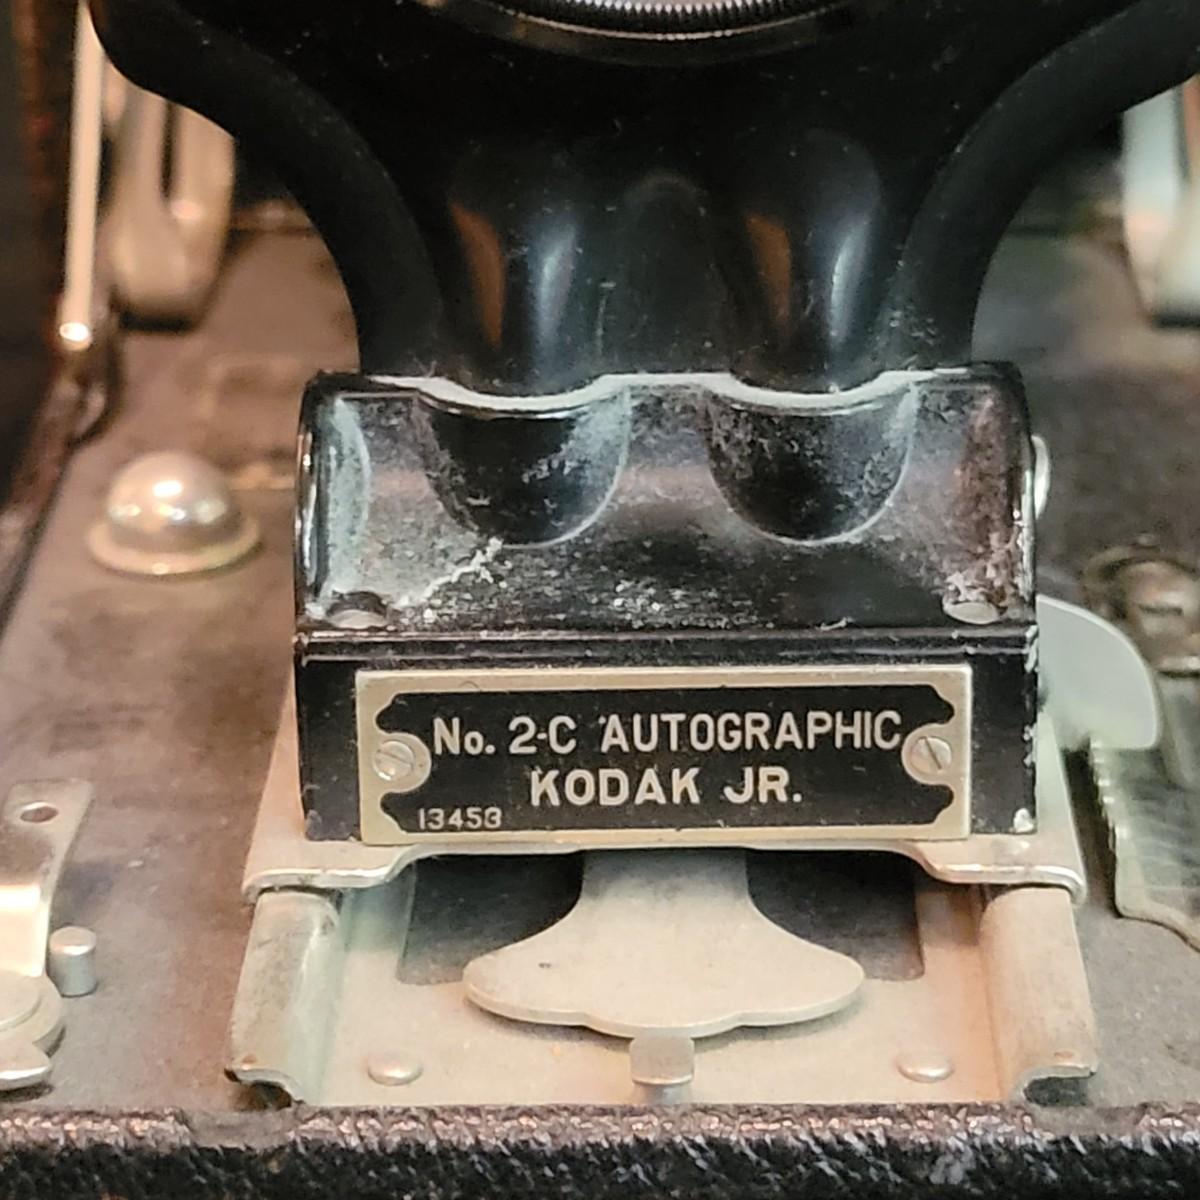 No. 2-C AUTOGRAPHIC
KODAK JR.
13453